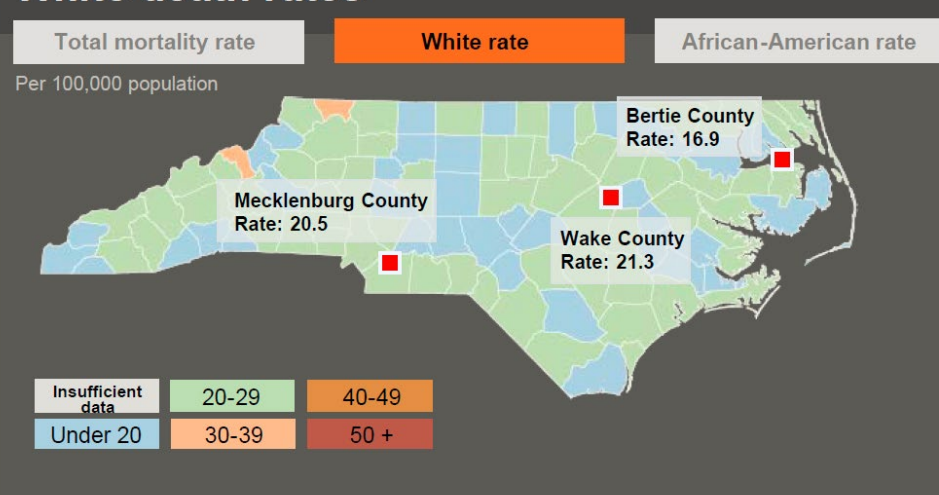 Total mortality rate
White rate
African-American rate
Per 100,000 population
Bertie County
Rate: 16.9
Mecklenburg County
Rate: 20.5
Wake County
Rate: 21.3
Insufficient
data
20-29
40-49
Under 20
30-39
50 +